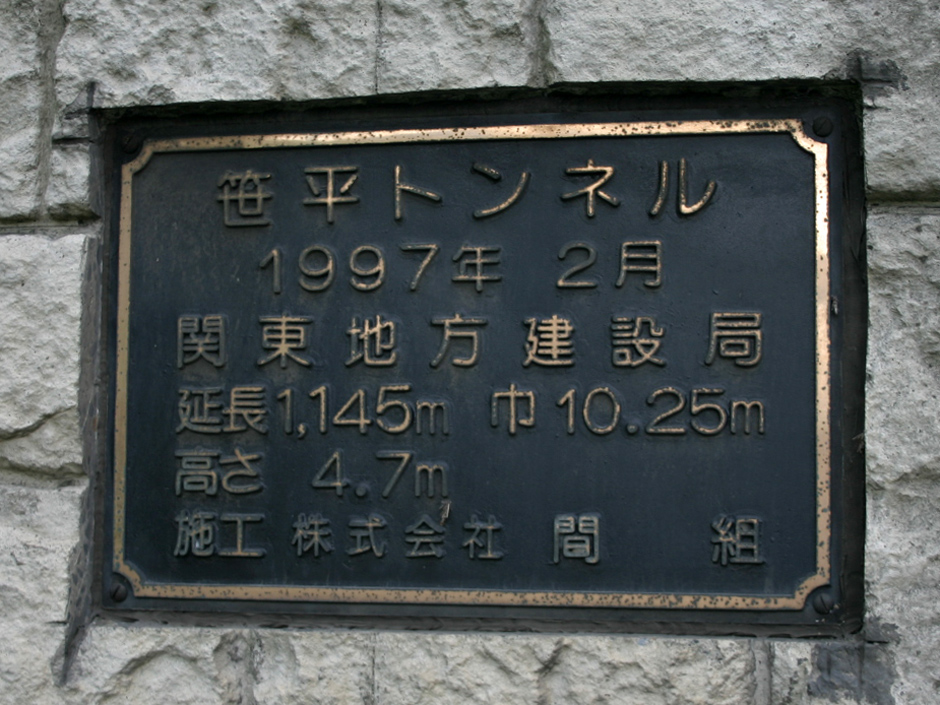 笹平トンネル
1997年 2月
関東地方建設局
延長1,145m 巾10.25m
高さ 4.7m
施工 株式会社 間 組